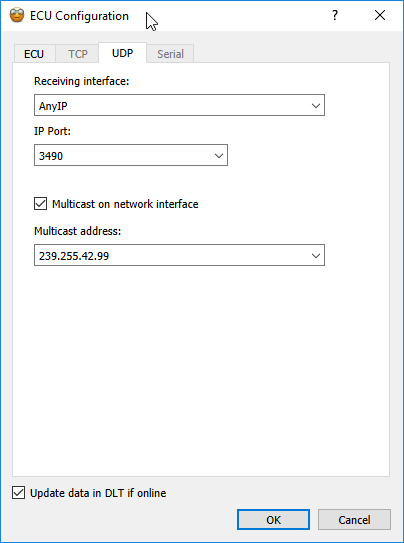 ECU Configuration
?
ECU
TCP
UDP
Serial
Receiving interface:
AnyIP
IP Port:
3490
Multicast on network interface
Multicast address:
239.255.42.99
Update data in DLT if online
OK
Cancel